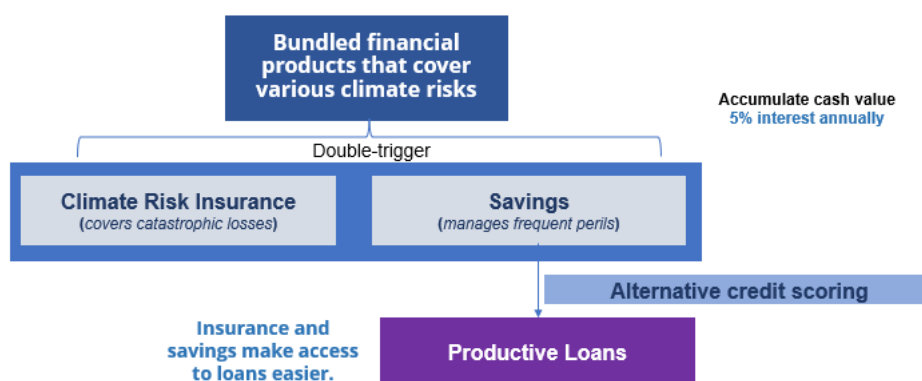 Bundled financial
products that cover
various climate risks
Accumulate cash value
5% interest annually
Double-trigger
Climate Risk Insurance
(covers catastrophic losses)
Savings
(manages frequent perils)
Alternative credit scoring
Insurance and
savings make access
to loans easier.
Productive Loans